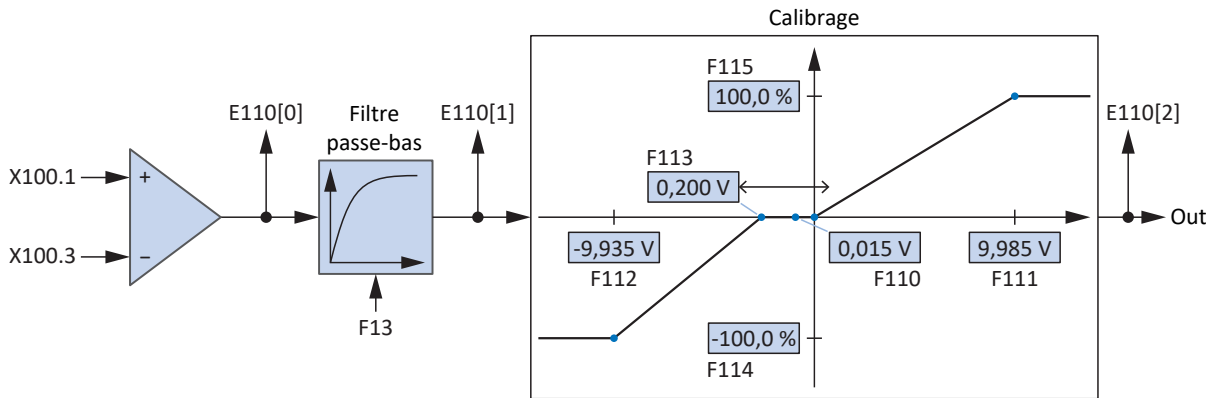 Calibrage
F115
100,0 %
E110[0]
Filtre
passe-bas
E110[1]
E110[2]
F113
0,200 V
X100.1
+
Out
-9,935 V
0,015 V
9,985 V
X100.3
−
F112
F110
F111
F13
-100,0 %
F114